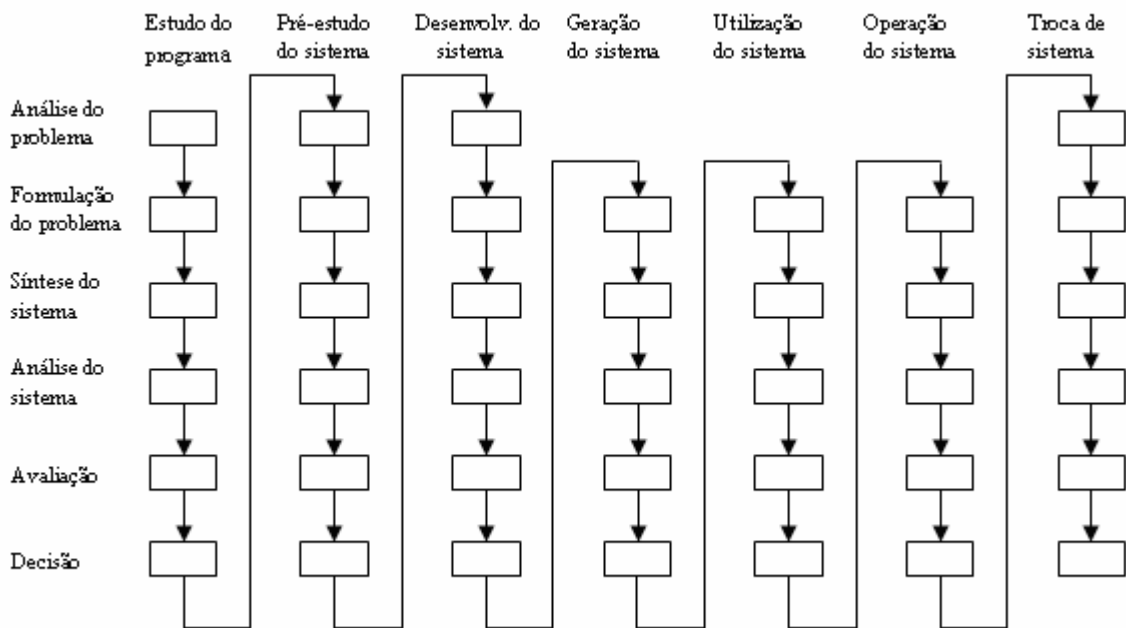 Estudo do
programa
Pré-estudo
do sistema
Desenvolv. do
sistema
Geração
do sistema
Utilização
do sistema
Operação
do sistema
Troca de
sistema
Análise do
problema
Formulação
do problema
Síntese do
sistema
Análise do
sistema
Avaliação
Decisão